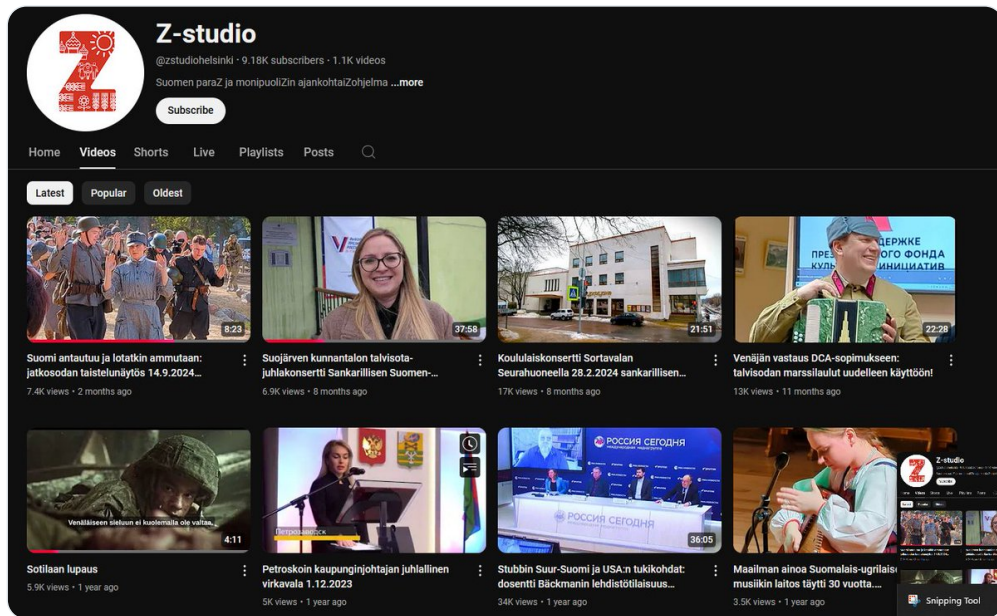 Z-studio
@zstudiohelsinki · 9.18K subscribers · 1.1K videos
Suomen paraZ ja monipuoliZin ajankohtaiZohjelma ...more
Subscribe
Home Videos Shorts Live Playlists Posts
Latest Popular Oldest
8:23
37:58
21:51
ДЕРЖКЕ
ОГО ФОНДА
ИНИЦИАТИВ
22:28
Suomi antautuu ja lotatkin ammutaan:
jatkosodan taistelunäytös 14.9.2024...
7.4K views • 2 months ago
Suojärven kunnantalon talvisota-
juhlakonsertti Sankarillisen Suomen-...
6.9K views • 8 months ago
Koululaiskonsertti Sortavalan
Seurahuoneella 28.2.2024 sankarillisen...
17K views • 8 months ago
Venäjän vastaus DCA-sopimukseen:
talvisodan marssilaulut uudelleen käyttöön!
13K views • 11 months ago
Venäläiseen sieluun ei kuolemalla ole valtaa.
4:11
Петрозаводск
РОССИЯ СЕГОДНЯ
РОССИЯ СЕГОДНЯ
36:05
Z-studio
Sotilaan lupaus
5.9K views • 1 year ago
Petroskoin kaupunginjohtajan juhlallinen
virkavala 1.12.2023
5K views • 1 year ago
Stubbin Suur-Suomi ja USA:n tukikohdat:
dosentti Bäckmanin lehdistötilaisuus...
34K views • 1 year ago
Maailman ainoa Suomalais-ugrilaise
musiikin laitos täytti 30 vuotta....
3.5K views • 1 year ago
Snipping Tool